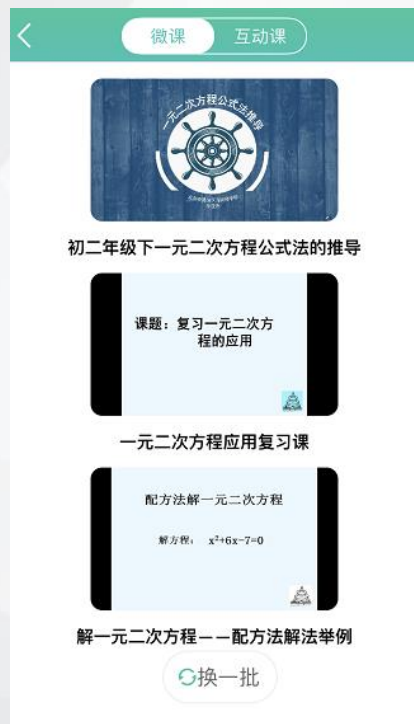 微课 互动课
一元二次方程公式法推导
初二年级下一元二次方程公式法的推导
课题：复习一元二次方
程的应用
一元二次方程应用复习课
配方法解一元二次方程
解方程： x²+6x-7=0
解一元二次方程——配方法解法举例
换一批